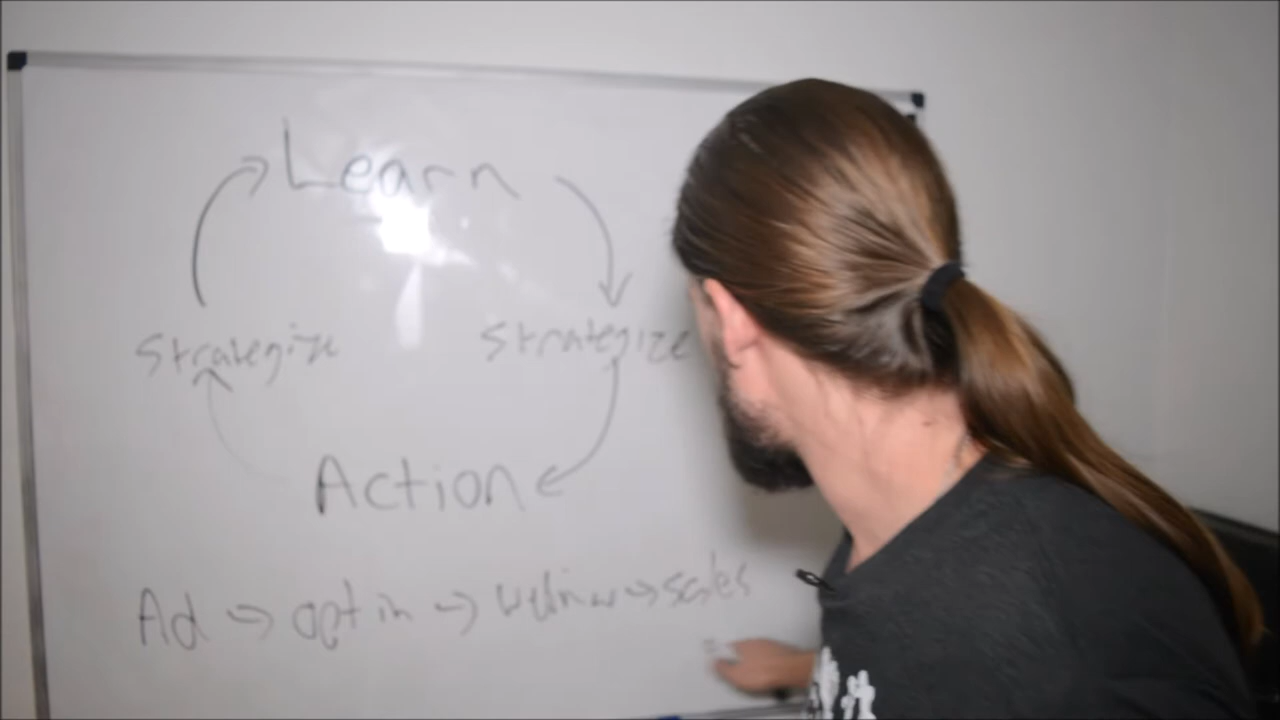 Learn
Strategize Strategize
Action
Ad → opt in → Webinar → sales